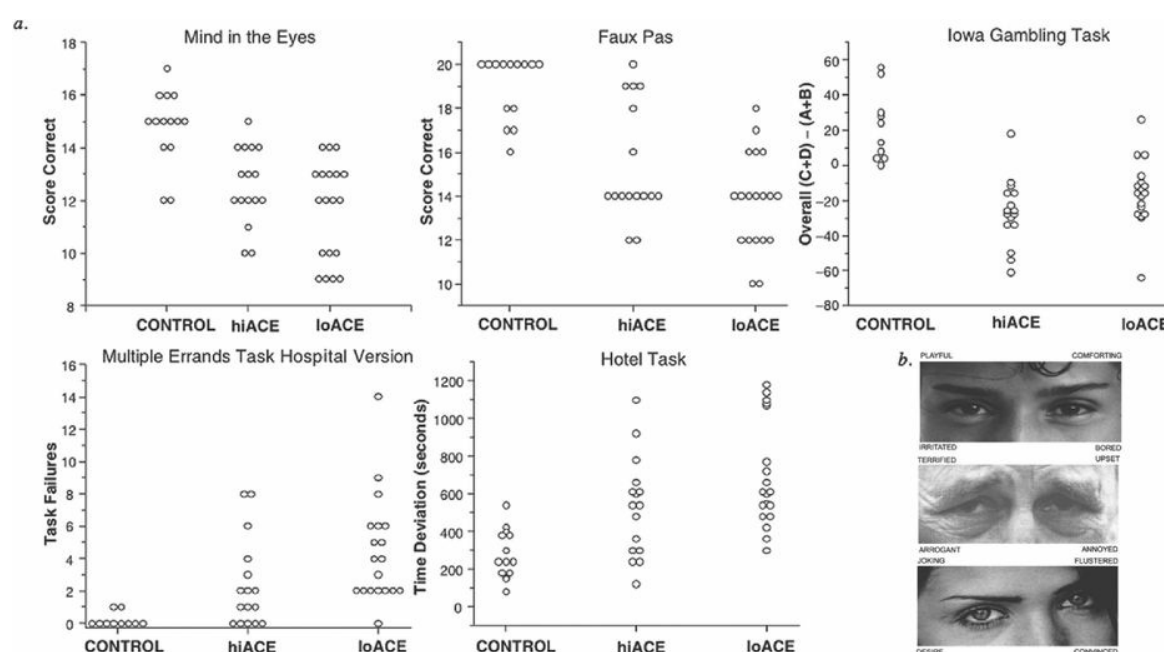 a.
Mind in the Eyes
Score Correct
18
16
14
12
10
8
CONTROL hiACE loACE
Faux Pas
Score Correct
20
18
16
14
12
10
CONTROL hiACE loACE
Iowa Gambling Task
Overall (C+D) – (A+B)
60
40
20
0
−20
−40
−60
−80
CONTROL hiACE loACE
Multiple Errands Task Hospital Version
Task Failures
16
14
12
10
8
6
4
2
0
CONTROL hiACE loACE
Hotel Task
Time Deviation (seconds)
1200
1000
800
600
400
200
0
CONTROL hiACE loACE
b.
PLAYFUL COMFORTING
IRRITATED BORED
TERRIFIED UPSET
ARROGANT ANNOYED
JOKING FLUSTERED
DESIRE CONVINCED